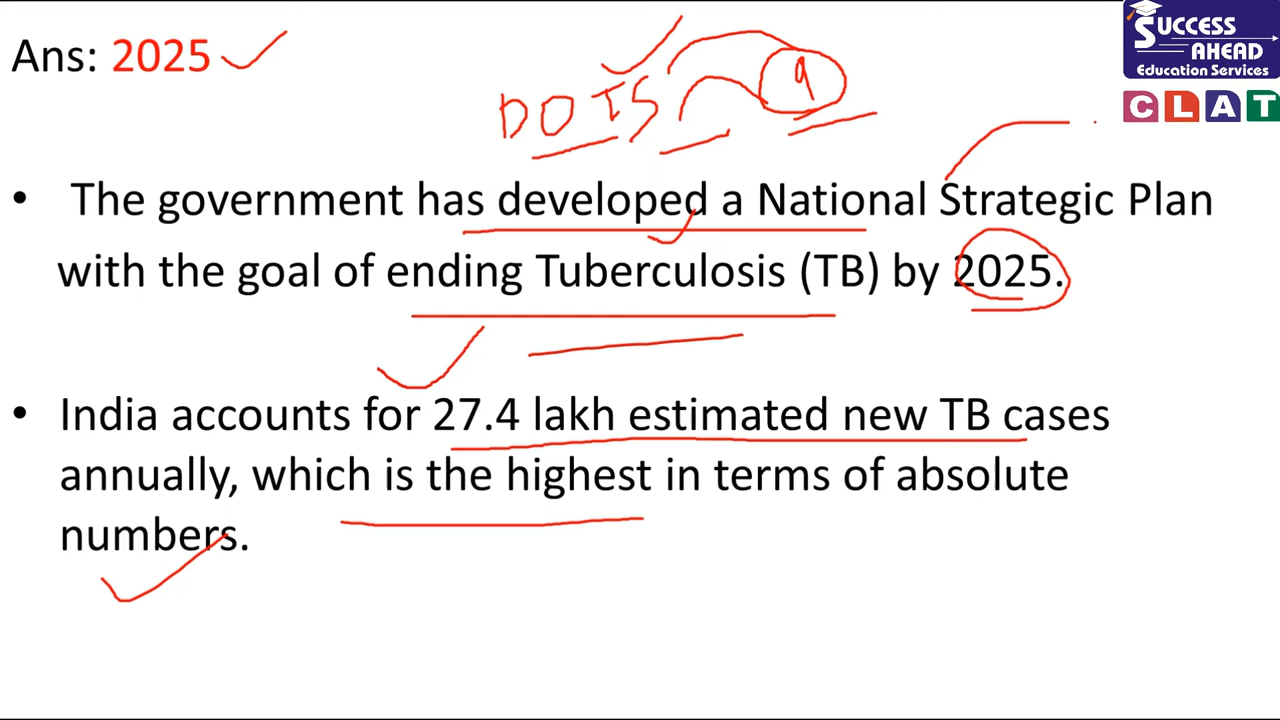 SUCCESS
AHEAD
Education Services
CLAT
Ans: 2025
DOTS 9
• The government has developed a National Strategic Plan
with the goal of ending Tuberculosis (TB) by 2025.
• India accounts for 27.4 lakh estimated new TB cases
annually, which is the highest in terms of absolute
numbers.